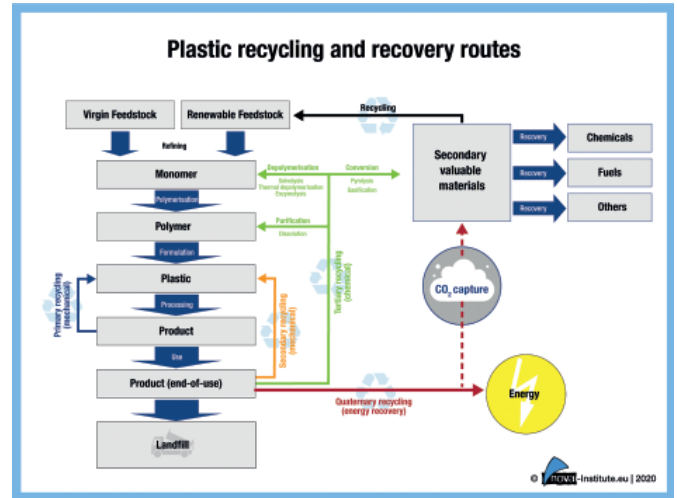 Plastic recycling and recovery routes
Virgin Feedstock
Renewable Feedstock
Recycling
Refining
Monomer
Depolymerisation
Solvolysis
Thermal depolymerisation
Enzymolysis
Conversion
Pyrolysis
Gasification
Secondary
valuable
materials
Recovery
Chemicals
Recovery
Fuels
Recovery
Others
Polymerisation
Polymer
Purification
Dissolution
Formulation
Plastic
Processing
Product
Use
Product (end-of-use)
Landfill
Primary recycling
(mechanical)
Secondary recycling
(mechanical)
Tertiary recycling
(chemical)
CO2 capture
Quaternary recycling
(energy recovery)
Energy
© nova-Institute.eu | 2020